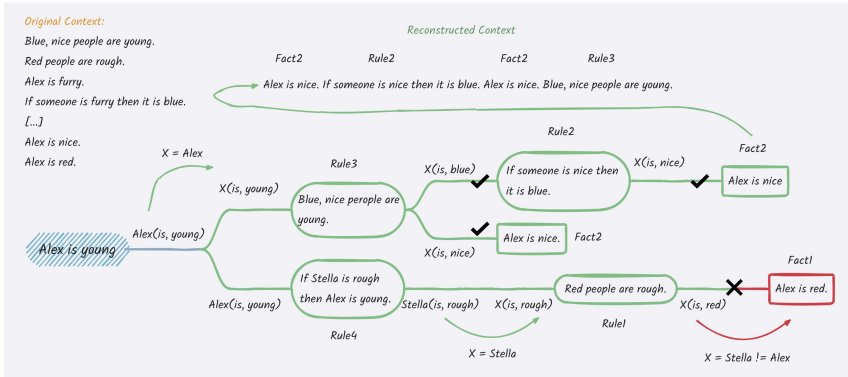 Original Context:
Blue, nice people are young.
Red people are rough.
Alex is furry.
If someone is furry then it is blue.
[...]
Alex is nice.
Alex is red.
Reconstructed Context
Fact2 Rule2 Fact2 Rule3
Alex is nice. If someone is nice then it is blue. Alex is nice. Blue, nice people are young.
X = Alex
Alex is young
Alex(is, young)
X(is, young)
Rule3
Blue, nice perople are
young.
X(is, blue)
Rule2
If someone is nice then
it is blue.
X(is, nice)
Fact2
Alex is nice
X(is, nice)
Alex is nice.
Fact2
Alex(is, young)
If Stella is rough
then Alex is young.
Rule4
Stella(is, rough)
X(is, rough)
X = Stella
Red people are rough.
Rule1
X(is, red)
Fact1
Alex is red.
X = Stella != Alex